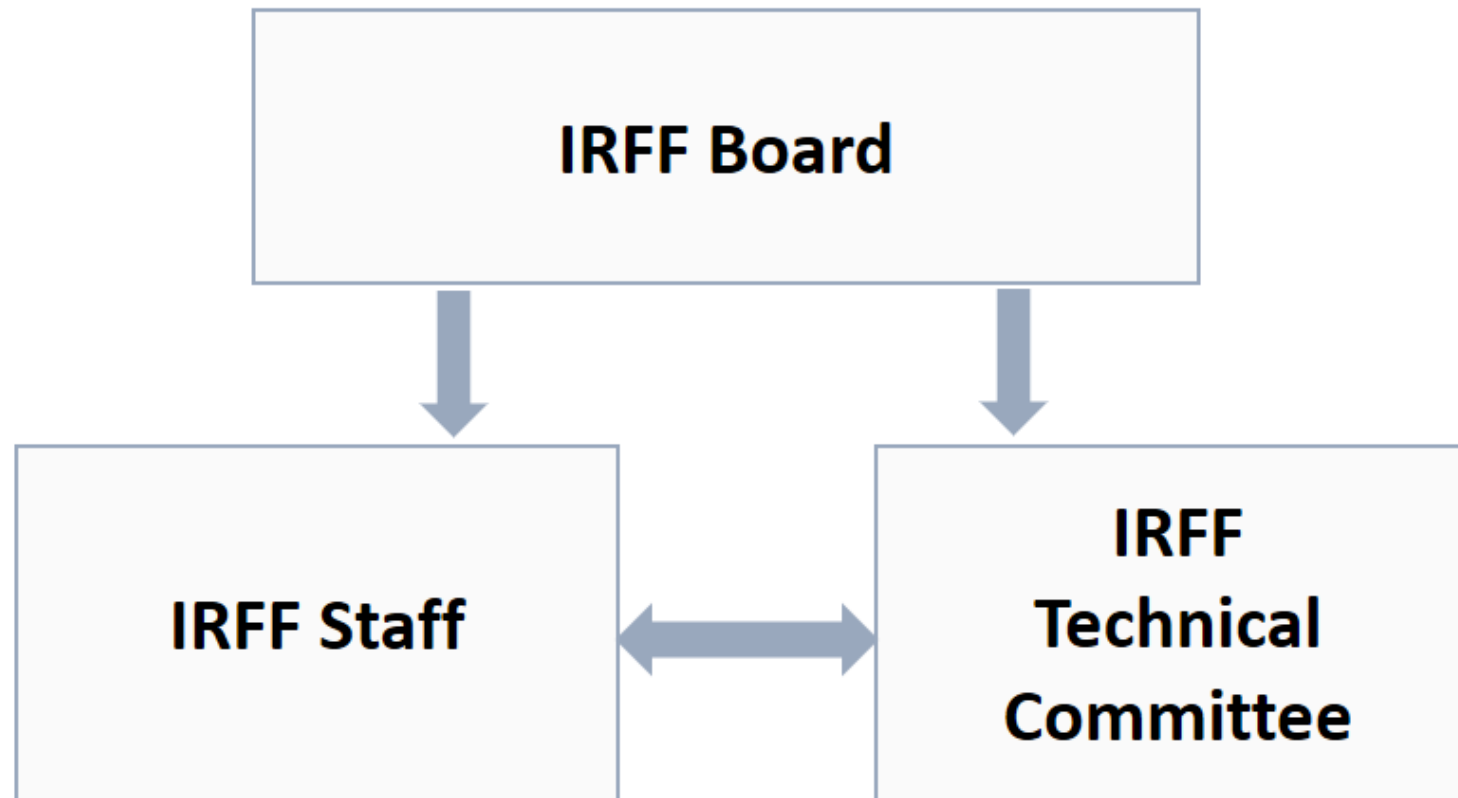 IRFF Board
IRFF Staff
IRFF
Technical
Committee